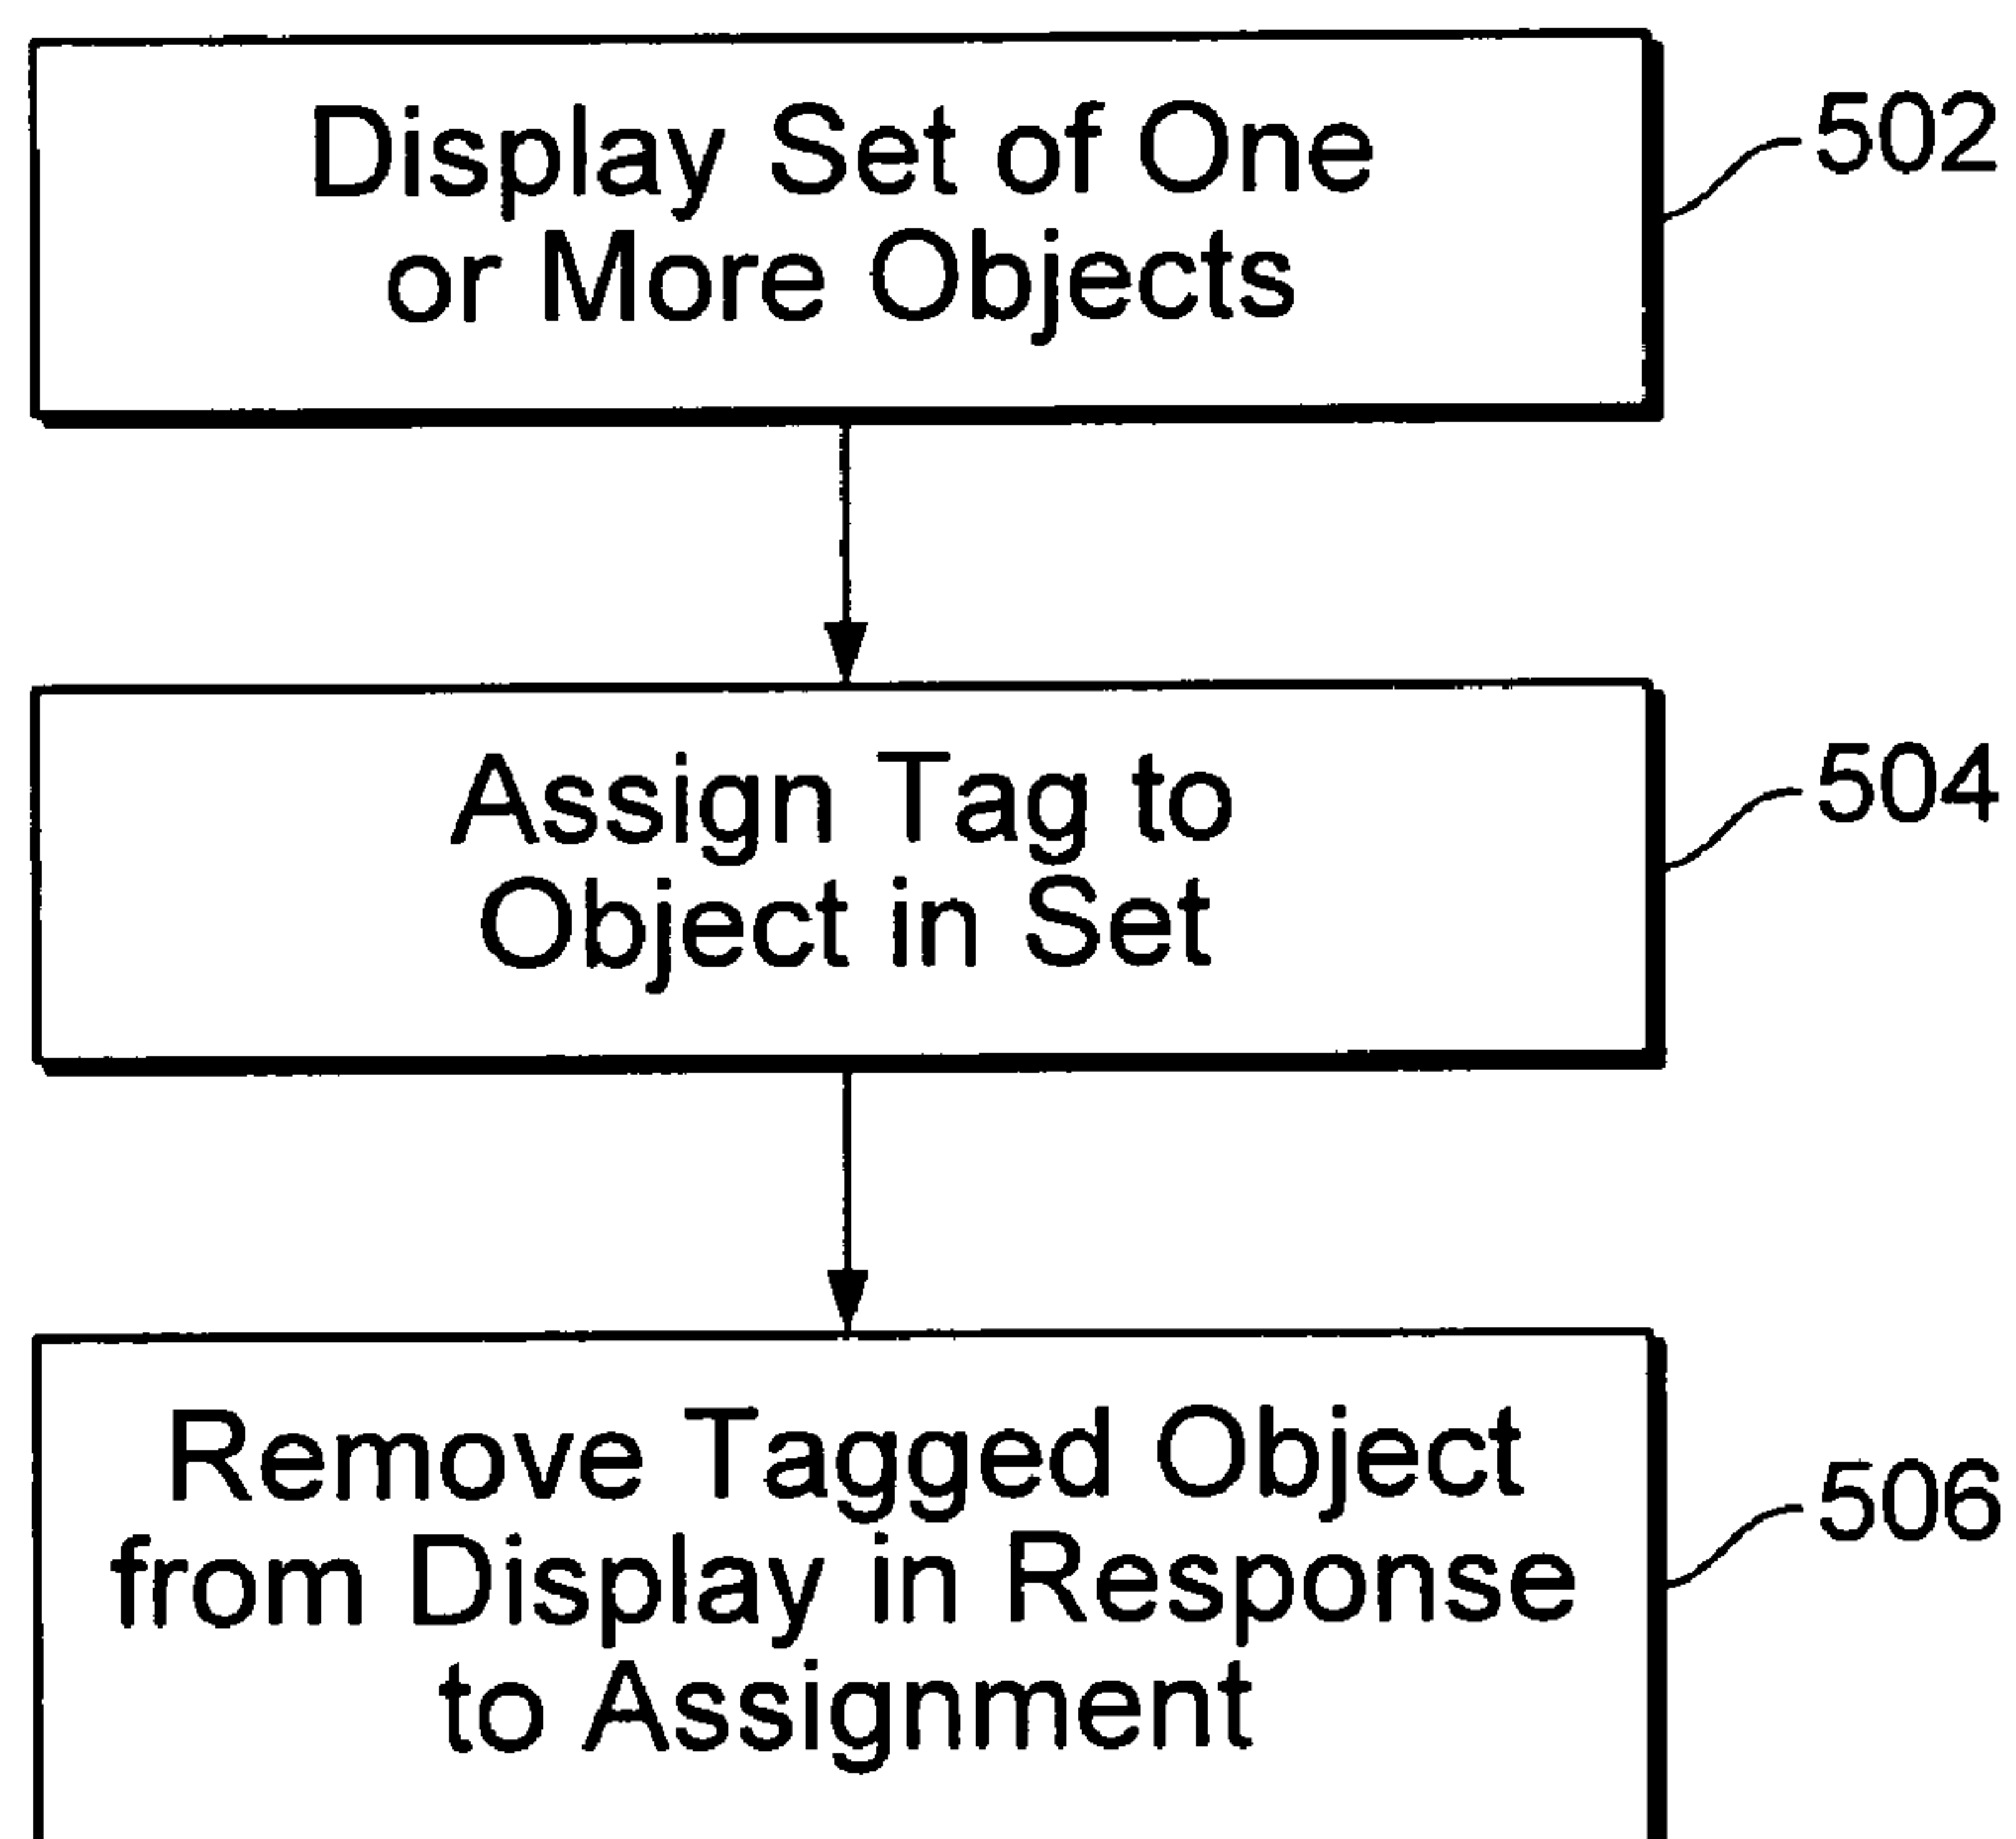 Display Set of One
or More Objects
502
Assign Tag to
Object in Set
504
Remove Tagged Object
from Display in Response
to Assignment
506